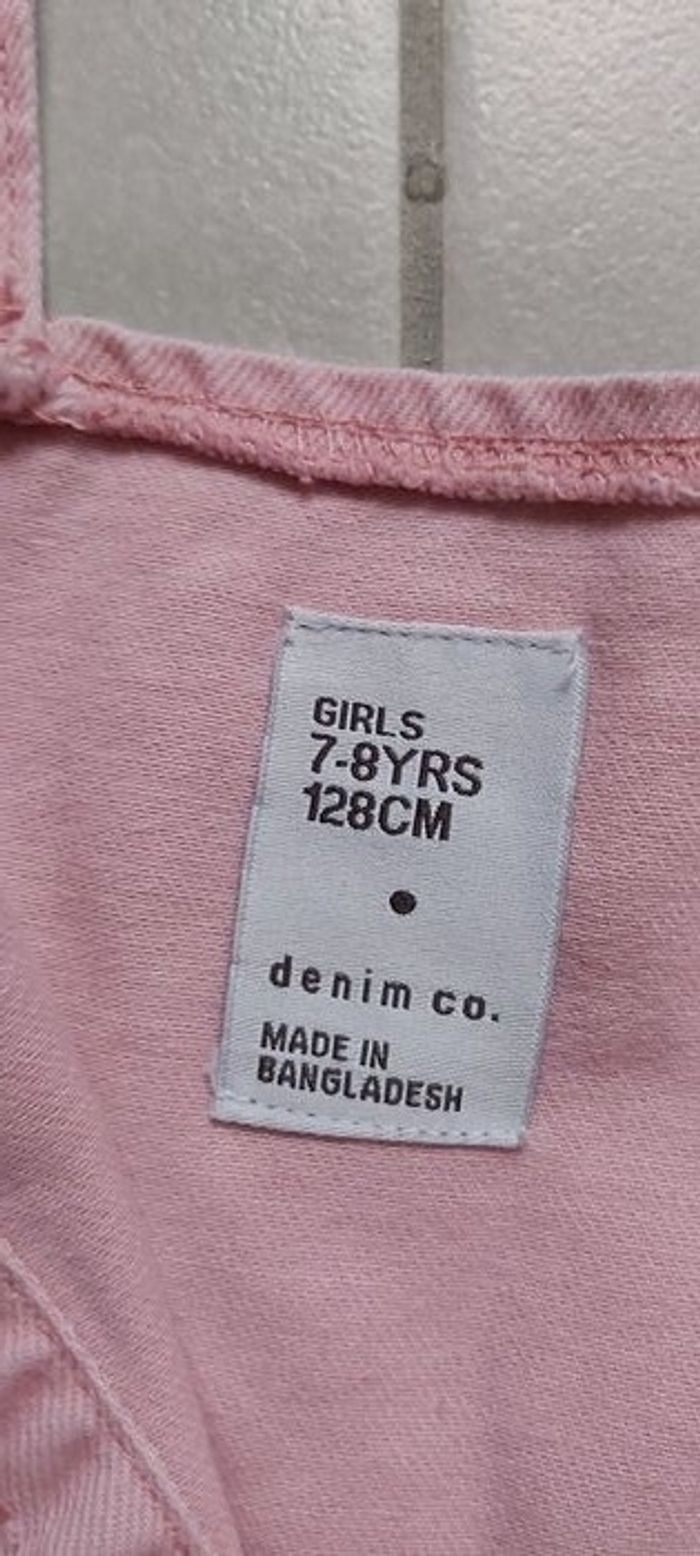 GIRLS
7-8YRS
128CM
denim co.
MADE IN
BANGLADESH